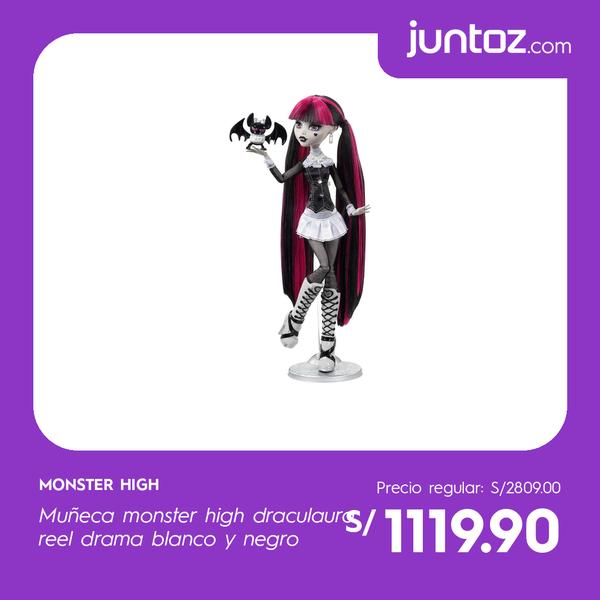 juntoz.com
MONSTER HIGH
Muñeca monster high draculaura
reel drama blanco y negro
Precio regular: S/2809.00
S/ 1119.90